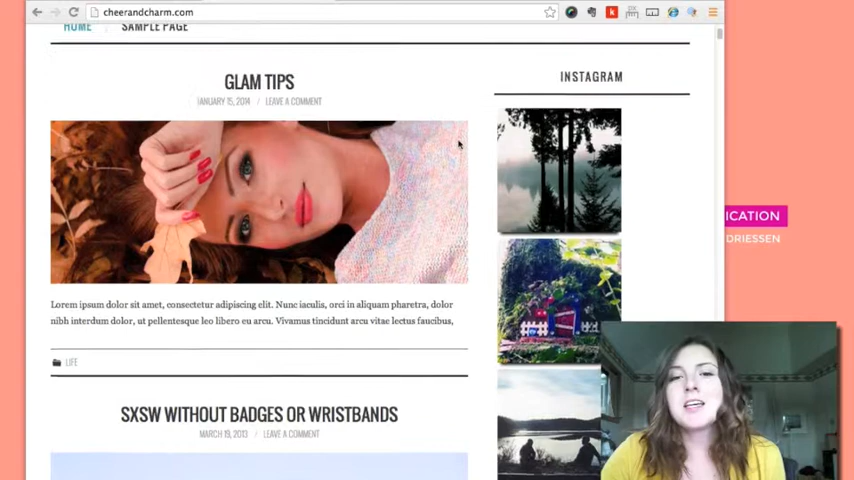 cheerandcharm.com
HOME
SAMPLE PAGE
GLAM TIPS
JANUARY 15, 2014 / LEAVE A COMMENT
Lorem ipsum dolor sit amet, consectetur adipiscing elit. Nunc iaculis, orci in aliquam pharetra, dolor
nibh interdum dolor, ut pellentesque leo libero eu arcu. Vivamus tincidunt arcu vitae lectus faucibus,
LIFE
SXSW WITHOUT BADGES OR WRISTBANDS
MARCH 19, 2013 / LEAVE A COMMENT
INSTAGRAM
ICATION
DRIESSEN